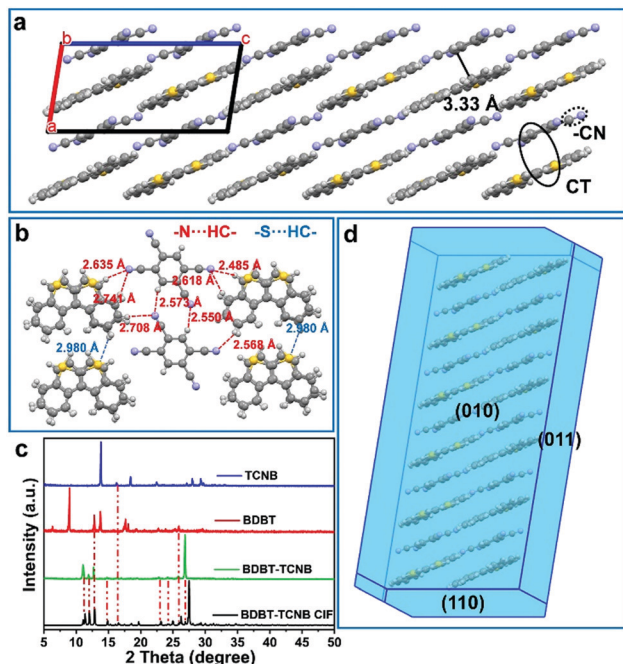 a
b
c
a
3.33 Å
-CN
CT
b
-N···HC- -S···HC-
2.635 Å
2.741 Å
2.618 Å
2.485 Å
2.573 Å
2.550 Å
2.708 Å
2.568 Å
2.980 Å
2.980 Å
c
Intensity (a.u.)
TCNB
BDBT
BDBT-TCNB
BDBT-TCNB CIF
5 10 15 20 25 30 35 40 45 50
2 Theta (degree)
d
(010)
(011)
(110)